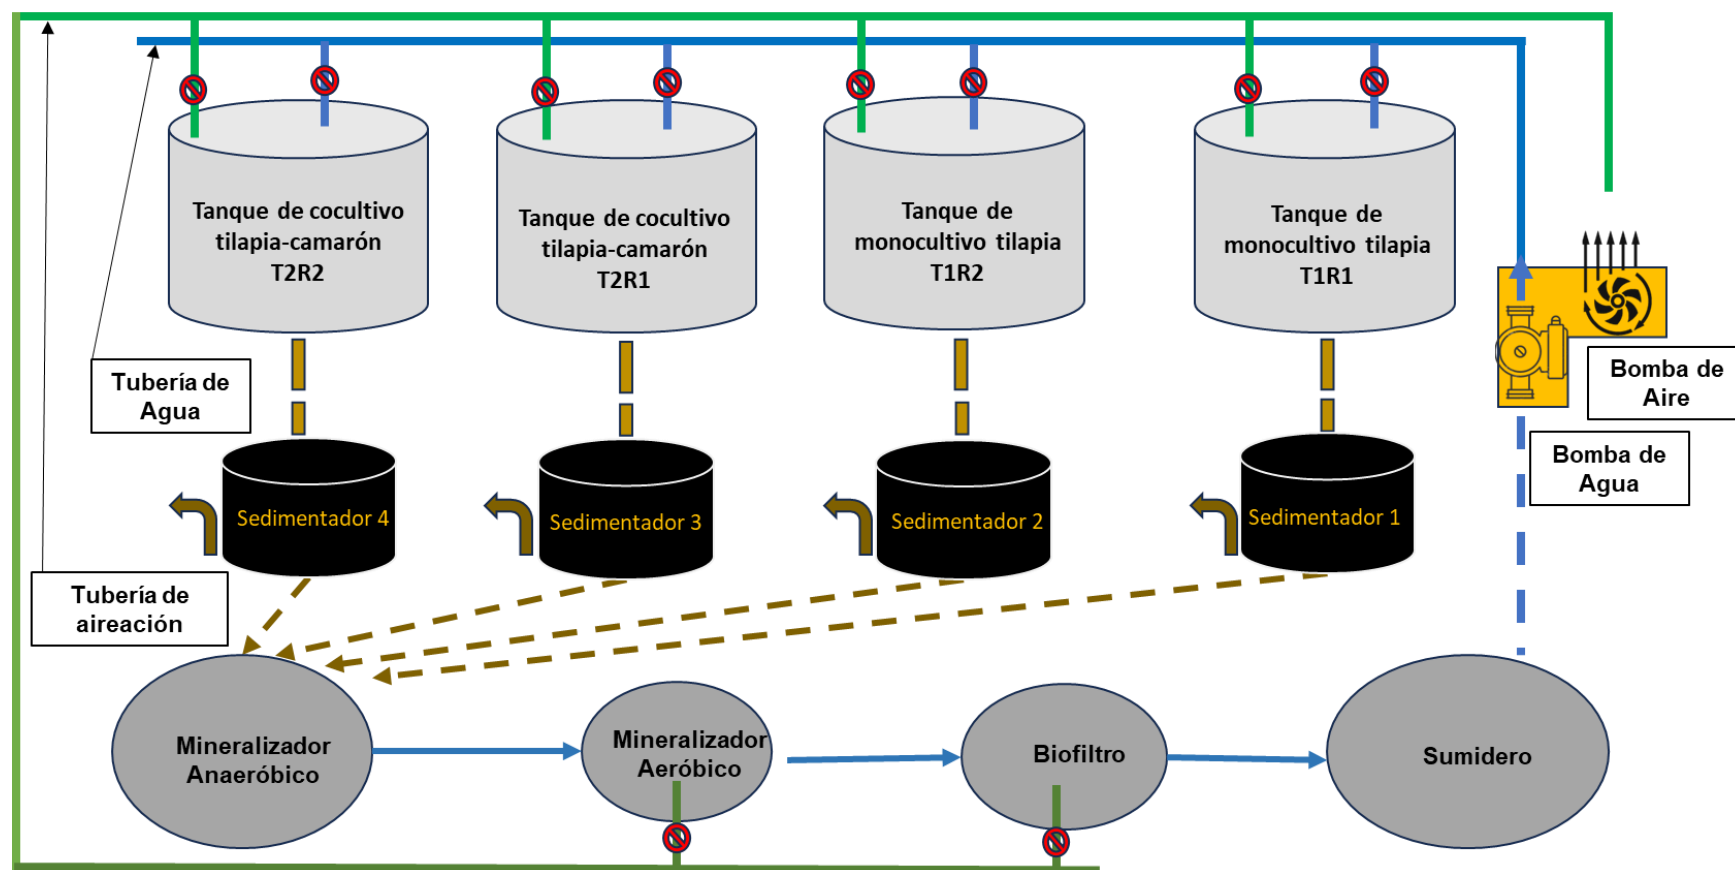 Tanque de cocultivo
tilapia-camarón
T2R2
Tanque de cocultivo
tilapia-camarón
T2R1
Tanque de
monocultivo tilapia
T1R2
Tanque de
monocultivo tilapia
T1R1
Tubería de
Agua
Bomba de
Aire
Bomba de
Agua
Sedimentador 4
Sedimentador 3
Sedimentador 2
Sedimentador 1
Tubería de
aireación
Mineralizador
Anaeróbico
Mineralizador
Aeróbico
Biofiltro
Sumidero